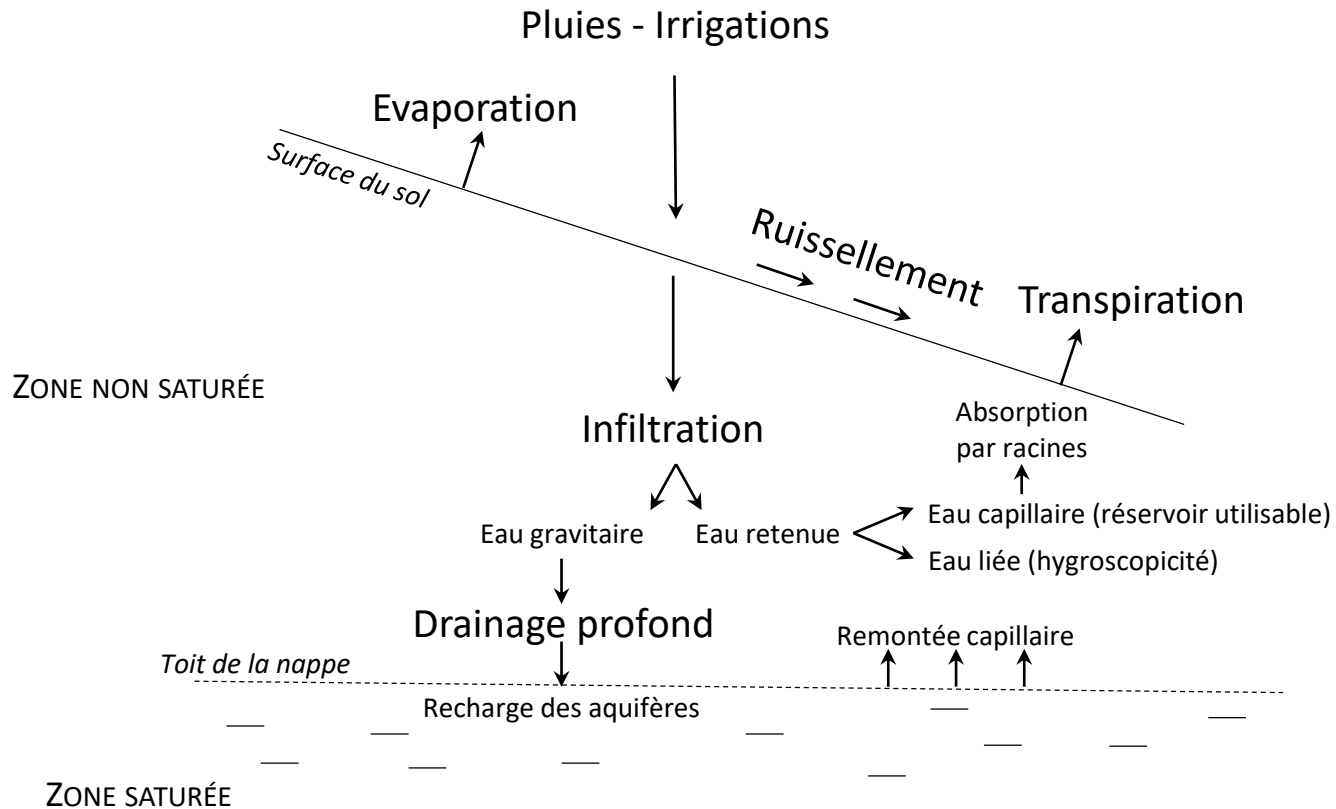 Pluies - Irrigations
Evaporation
Surface du sol
Ruissellement
Transpiration
ZONE NON SATURÉE
Absorption
par racines
Infiltration
Eau gravitaire
Eau retenue
Eau capillaire (réservoir utilisable)
Eau liée (hygroscopicité)
Drainage profond
Remontée capillaire
Toit de la nappe
Recharge des aquifères
ZONE SATURÉE